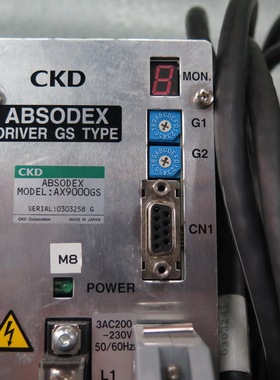 CKD
8
MON.
ABSODEX
DRIVER GS TYPE
G1
G2
CKD
ABSODEX
MODEL:AX9000GS
SERIAL:0303258 G
CKD Corporation MADE IN JAPAN
CN1
M8
POWER
3AC200
-230V
50/60Hz
L1